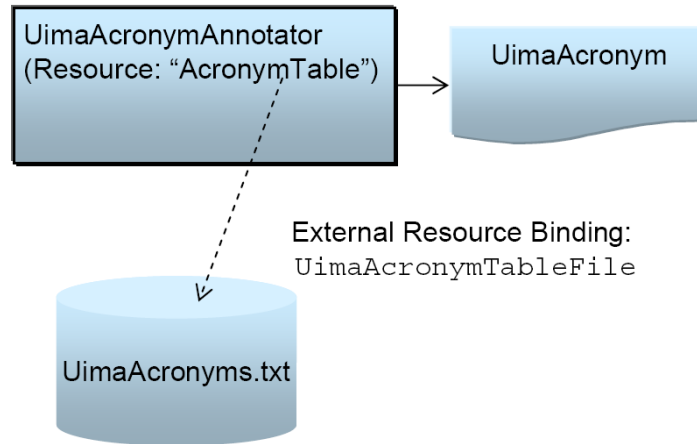 UimaAcronymAnnotator
(Resource: “AcronymTable”)
UimaAcronym
External Resource Binding:
UimaAcronymTableFile
UimaAcronyms.txt